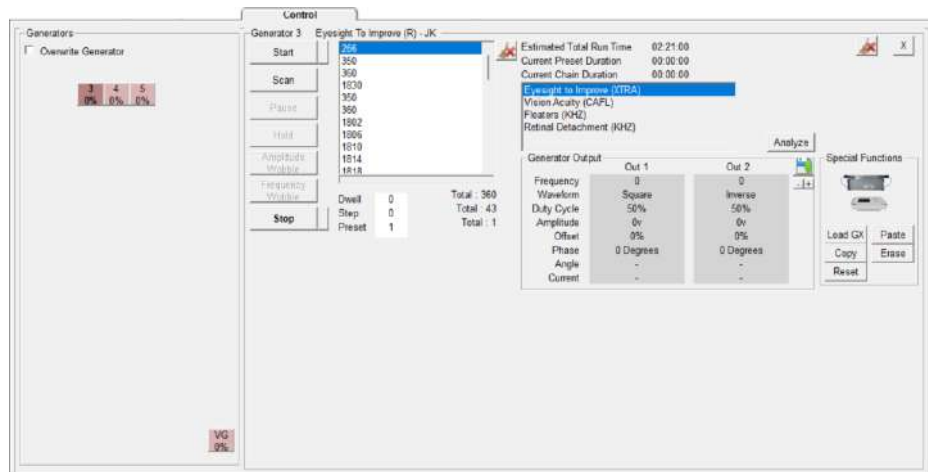 Control
Generators
Overwrite Generator
3 4 5
0% 0% 0%
VG
0%
Generator 3 Eyesight To Improve (R) - JK
Start
Scan
Pause
Hold
Amplitude
Wobble
Frequency
Wobble
Stop
266
350
360
1830
350
360
1802
1806
1810
1814
1818
Dwell 0 Total : 360
Step 0 Total : 43
Preset 1 Total : 1
Estimated Total Run Time 02:21:00
Current Preset Duration 00:00:00
Current Chain Duration 00:00:00
X
Eyesight to Improve (XTRA)
Vision Acuity (CAFL)
Floaters (KHZ)
Retinal Detachment (KHZ)
Analyze
Generator Output
Out 1 Out 2
Frequency 0 0
Waveform Square Inverse
Duty Cycle 50% 50%
Amplitude 0v 0v
Offset 0% 0%
Phase 0 Degrees 0 Degrees
Angle - -
Current - -
-|+
Special Functions
Load GX Paste
Copy Erase
Reset